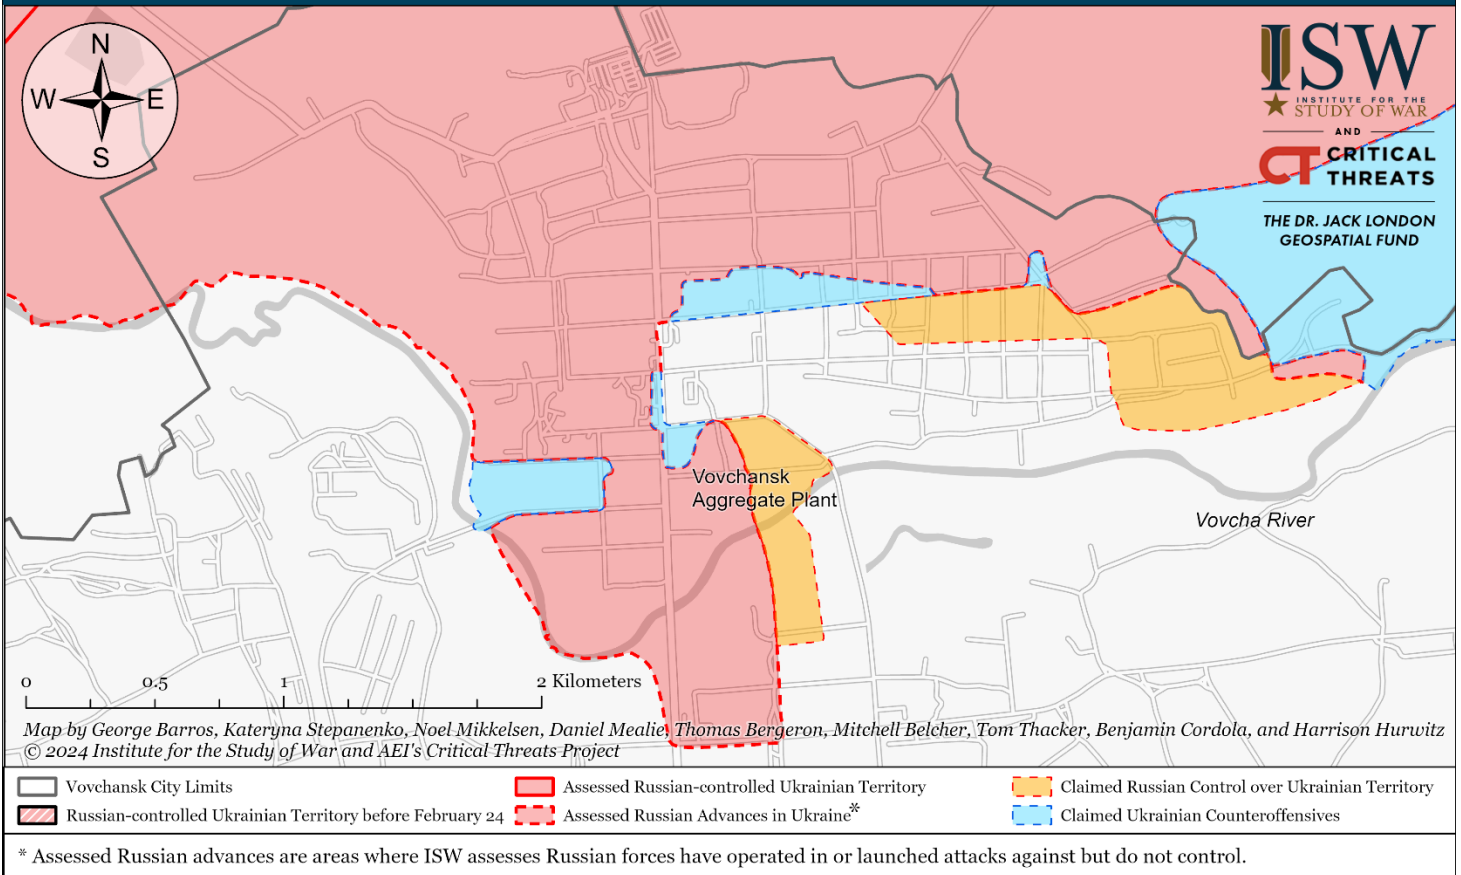 N
W E
S
ISW
INSTITUTE FOR THE
STUDY OF WAR
AND
CT CRITICAL
THREATS
THE DR. JACK LONDON
GEOSPATIAL FUND
Vovchansk
Aggregate Plant
Vovcha River
0 0.5 1 2 Kilometers
Map by George Barros, Kateryna Stepanenko, Noel Mikkelsen, Daniel Mealie, Thomas Bergeron, Mitchell Belcher, Tom Thacker, Benjamin Cordola, and Harrison Hurwitz
© 2024 Institute for the Study of War and AEI's Critical Threats Project
Vovchansk City Limits
Assessed Russian-controlled Ukrainian Territory
Claimed Russian Control over Ukrainian Territory
Russian-controlled Ukrainian Territory before February 24
Assessed Russian Advances in Ukraine*
Claimed Ukrainian Counteroffensives
* Assessed Russian advances are areas where ISW assesses Russian forces have operated in or launched attacks against but do not control.